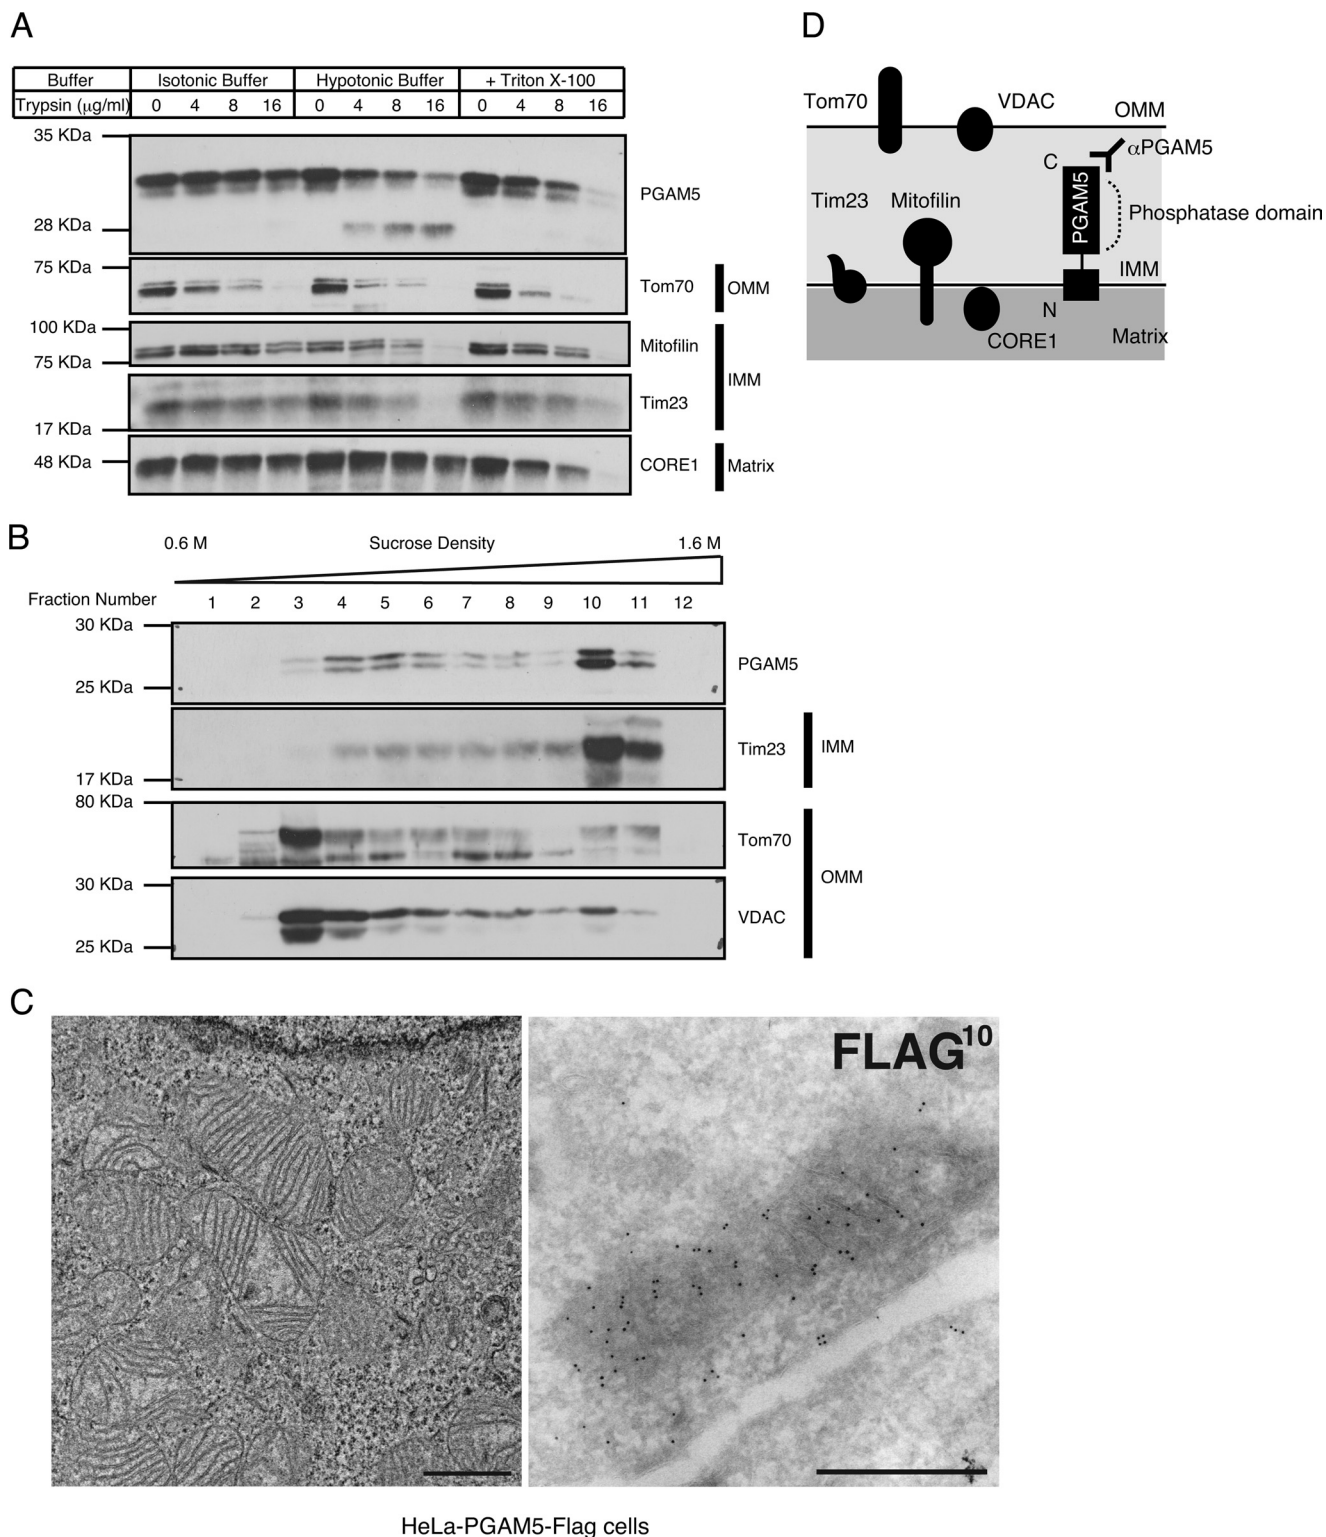 A
Buffer Isotonic Buffer Hypotonic Buffer + Triton X-100
Trypsin (μg/ml) 0 4 8 16 0 4 8 16 0 4 8 16
35 KDa
PGAM5
28 KDa
75 KDa
Tom70
OMM
100 KDa
Mitofilin
75 KDa
IMM
Tim23
17 KDa
48 KDa
CORE1
Matrix
D
Tom70
VDAC
OMM
C
αPGAM5
Tim23
Mitofilin
PGAM5
Phosphatase domain
IMM
N
CORE1
Matrix
B
0.6 M Sucrose Density 1.6 M
Fraction Number 1 2 3 4 5 6 7 8 9 10 11 12
30 KDa
PGAM5
25 KDa
Tim23
IMM
17 KDa
80 KDa
Tom70
OMM
30 KDa
VDAC
25 KDa
C
FLAG10
HeLa-PGAM5-Flag cells